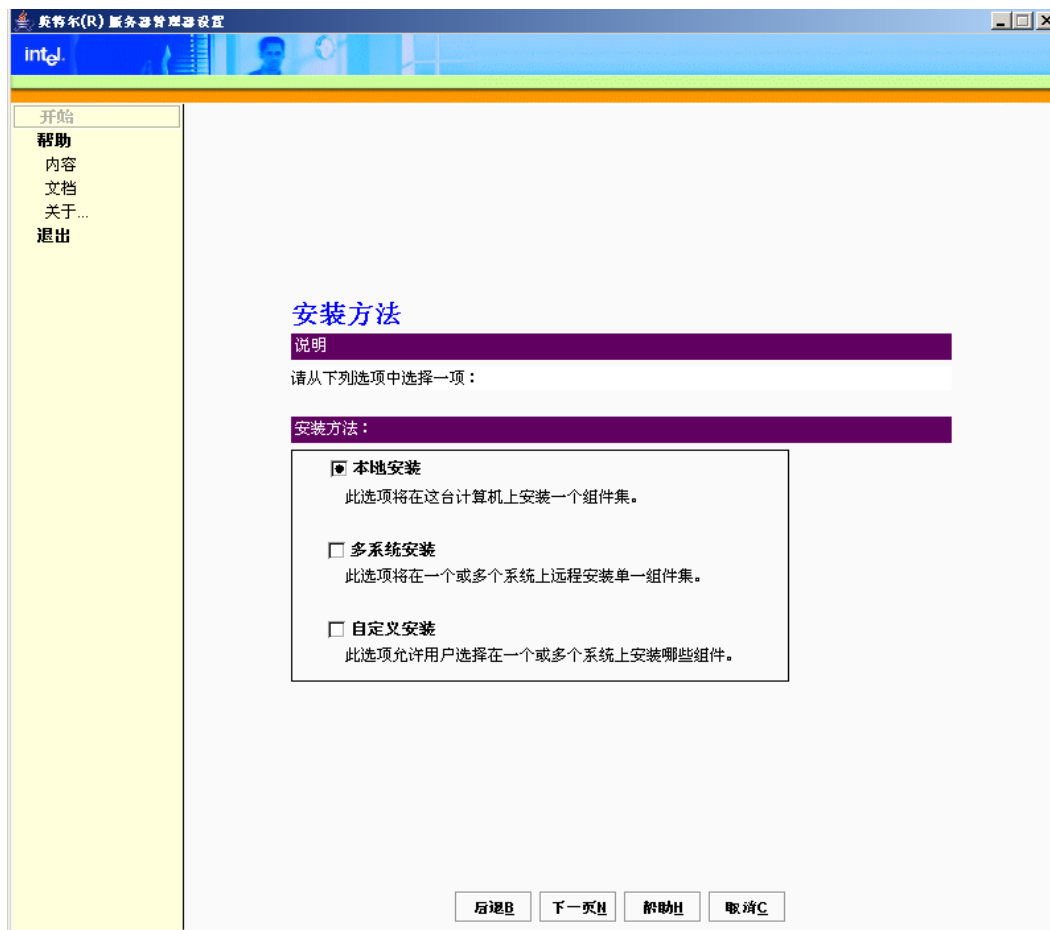 英特尔(R) 服务器管理器设置
intel.
开始
帮助
内容
文档
关于...
退出
安装方法
说明
请从下列选项中选择一项：
安装方法：
本地安装
此选项将在这台计算机上安装一个组件集。
多系统安装
此选项将在一个或多个系统上远程安装单一组件集。
自定义安装
此选项允许用户选择在一个或多个系统上安装哪些组件。
后退B 下一页N 帮助H 取消C